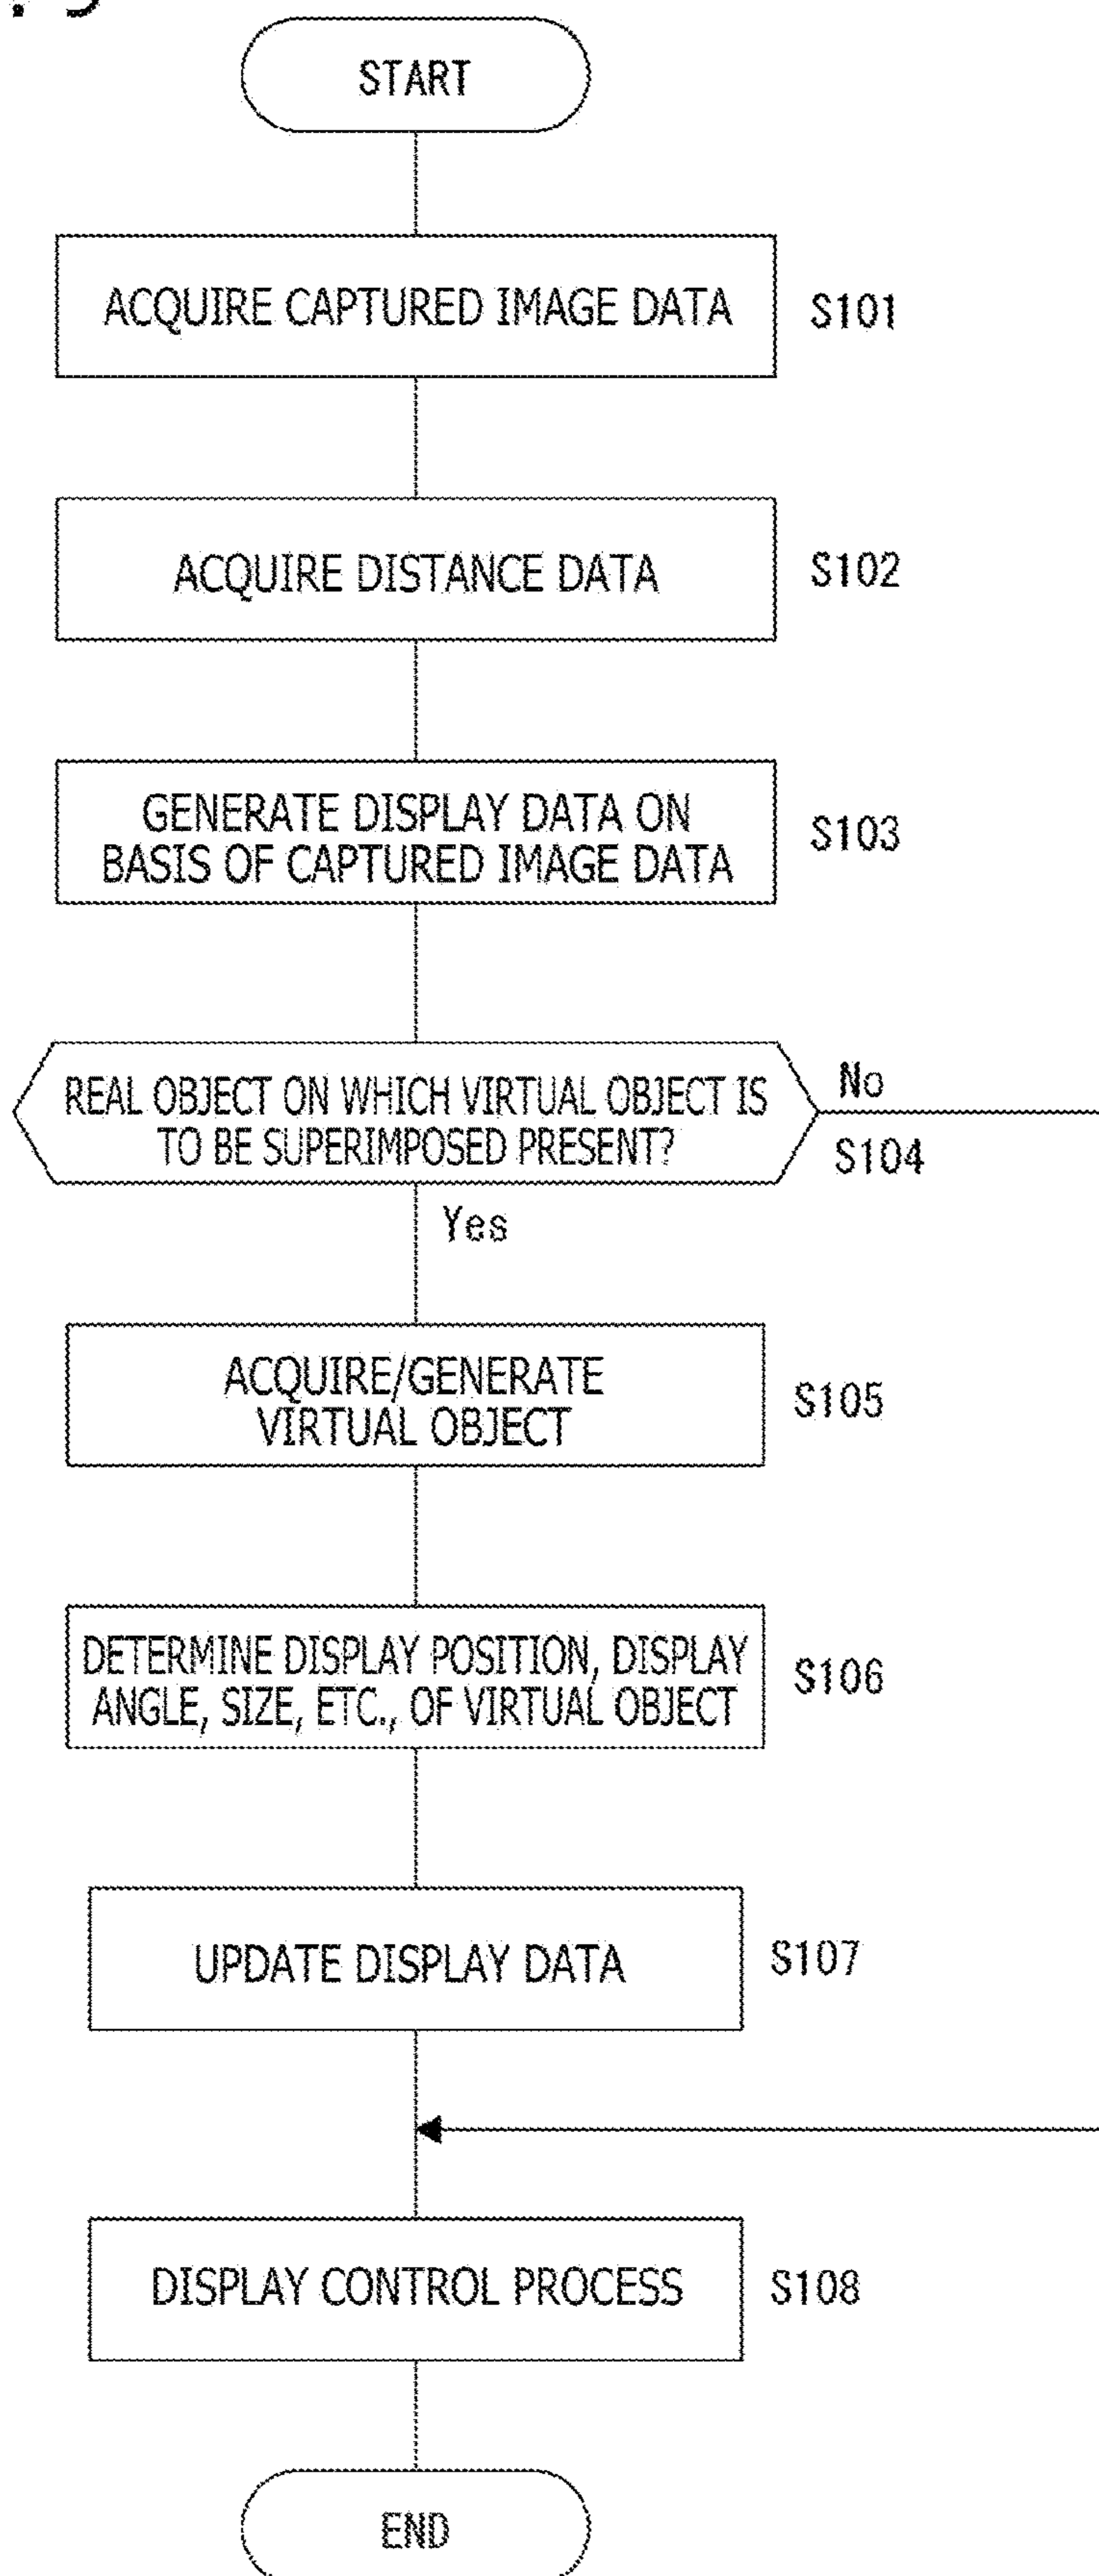 START
ACQUIRE CAPTURED IMAGE DATA
S101
ACQUIRE DISTANCE DATA
S102
GENERATE DISPLAY DATA ON
BASIS OF CAPTURED IMAGE DATA
S103
REAL OBJECT ON WHICH VIRTUAL OBJECT IS
TO BE SUPERIMPOSED PRESENT?
No
S104
Yes
ACQUIRE/GENERATE
VIRTUAL OBJECT
S105
DETERMINE DISPLAY POSITION, DISPLAY
ANGLE, SIZE, ETC., OF VIRTUAL OBJECT
S106
UPDATE DISPLAY DATA
S107
DISPLAY CONTROL PROCESS
S108
END